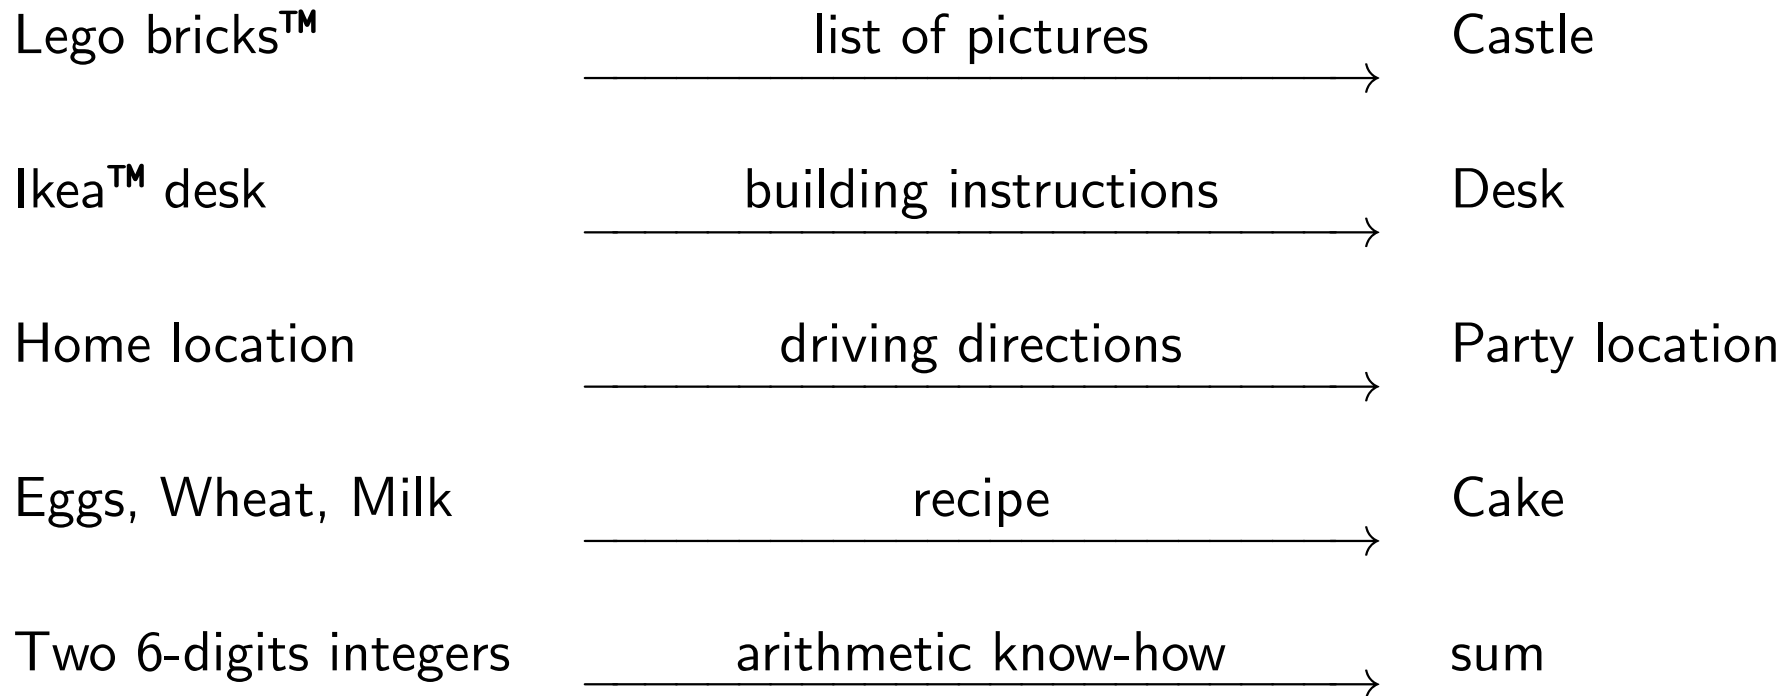 Lego bricks™ list of pictures Castle
Ikea™ desk building instructions Desk
Home location driving directions Party location
Eggs, Wheat, Milk recipe Cake
Two 6-digits integers arithmetic know-how sum